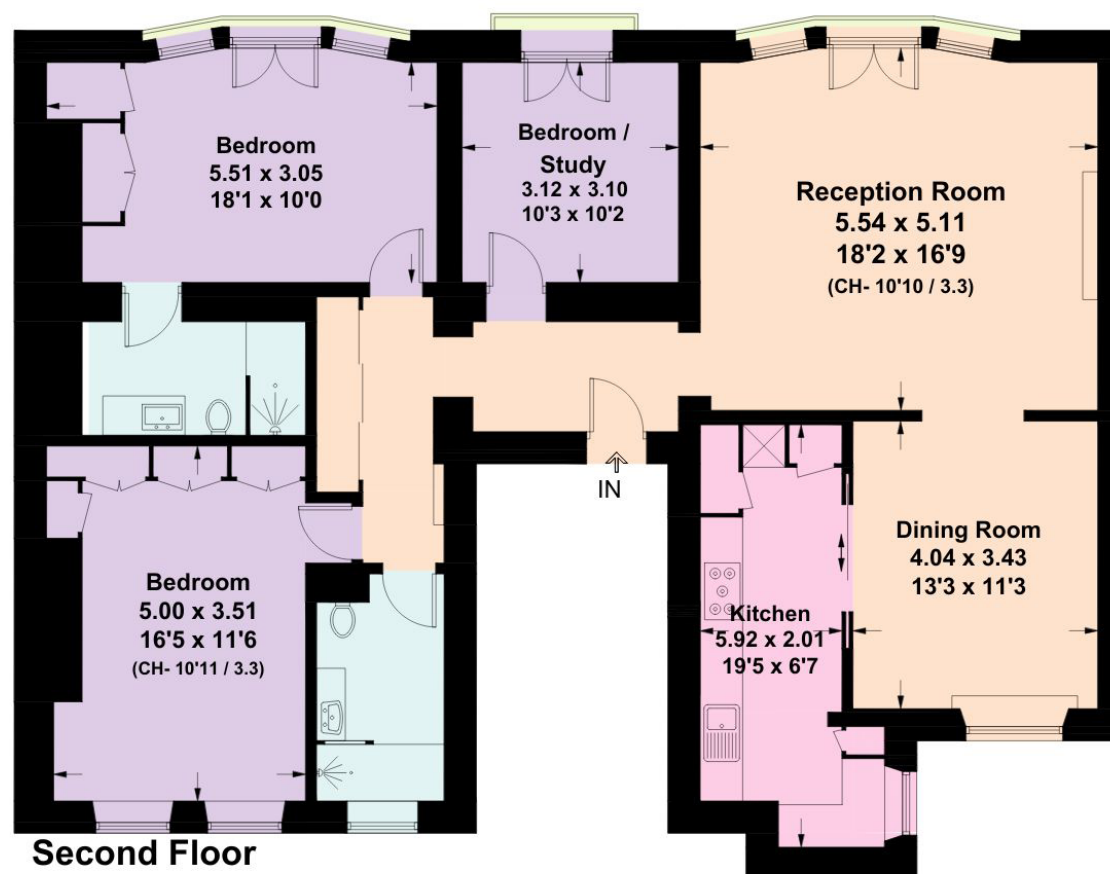 Bedroom
5.51 x 3.05
18'1 x 10'0
Bedroom /
Study
3.12 x 3.10
10'3 x 10'2
Reception Room
5.54 x 5.11
18'2 x 16'9
(CH- 10'10 / 3.3)
IN
Bedroom
5.00 x 3.51
16'5 x 11'6
(CH- 10'11 / 3.3)
Kitchen
5.92 x 2.01
19'5 x 6'7
Dining Room
4.04 x 3.43
13'3 x 11'3
Second Floor